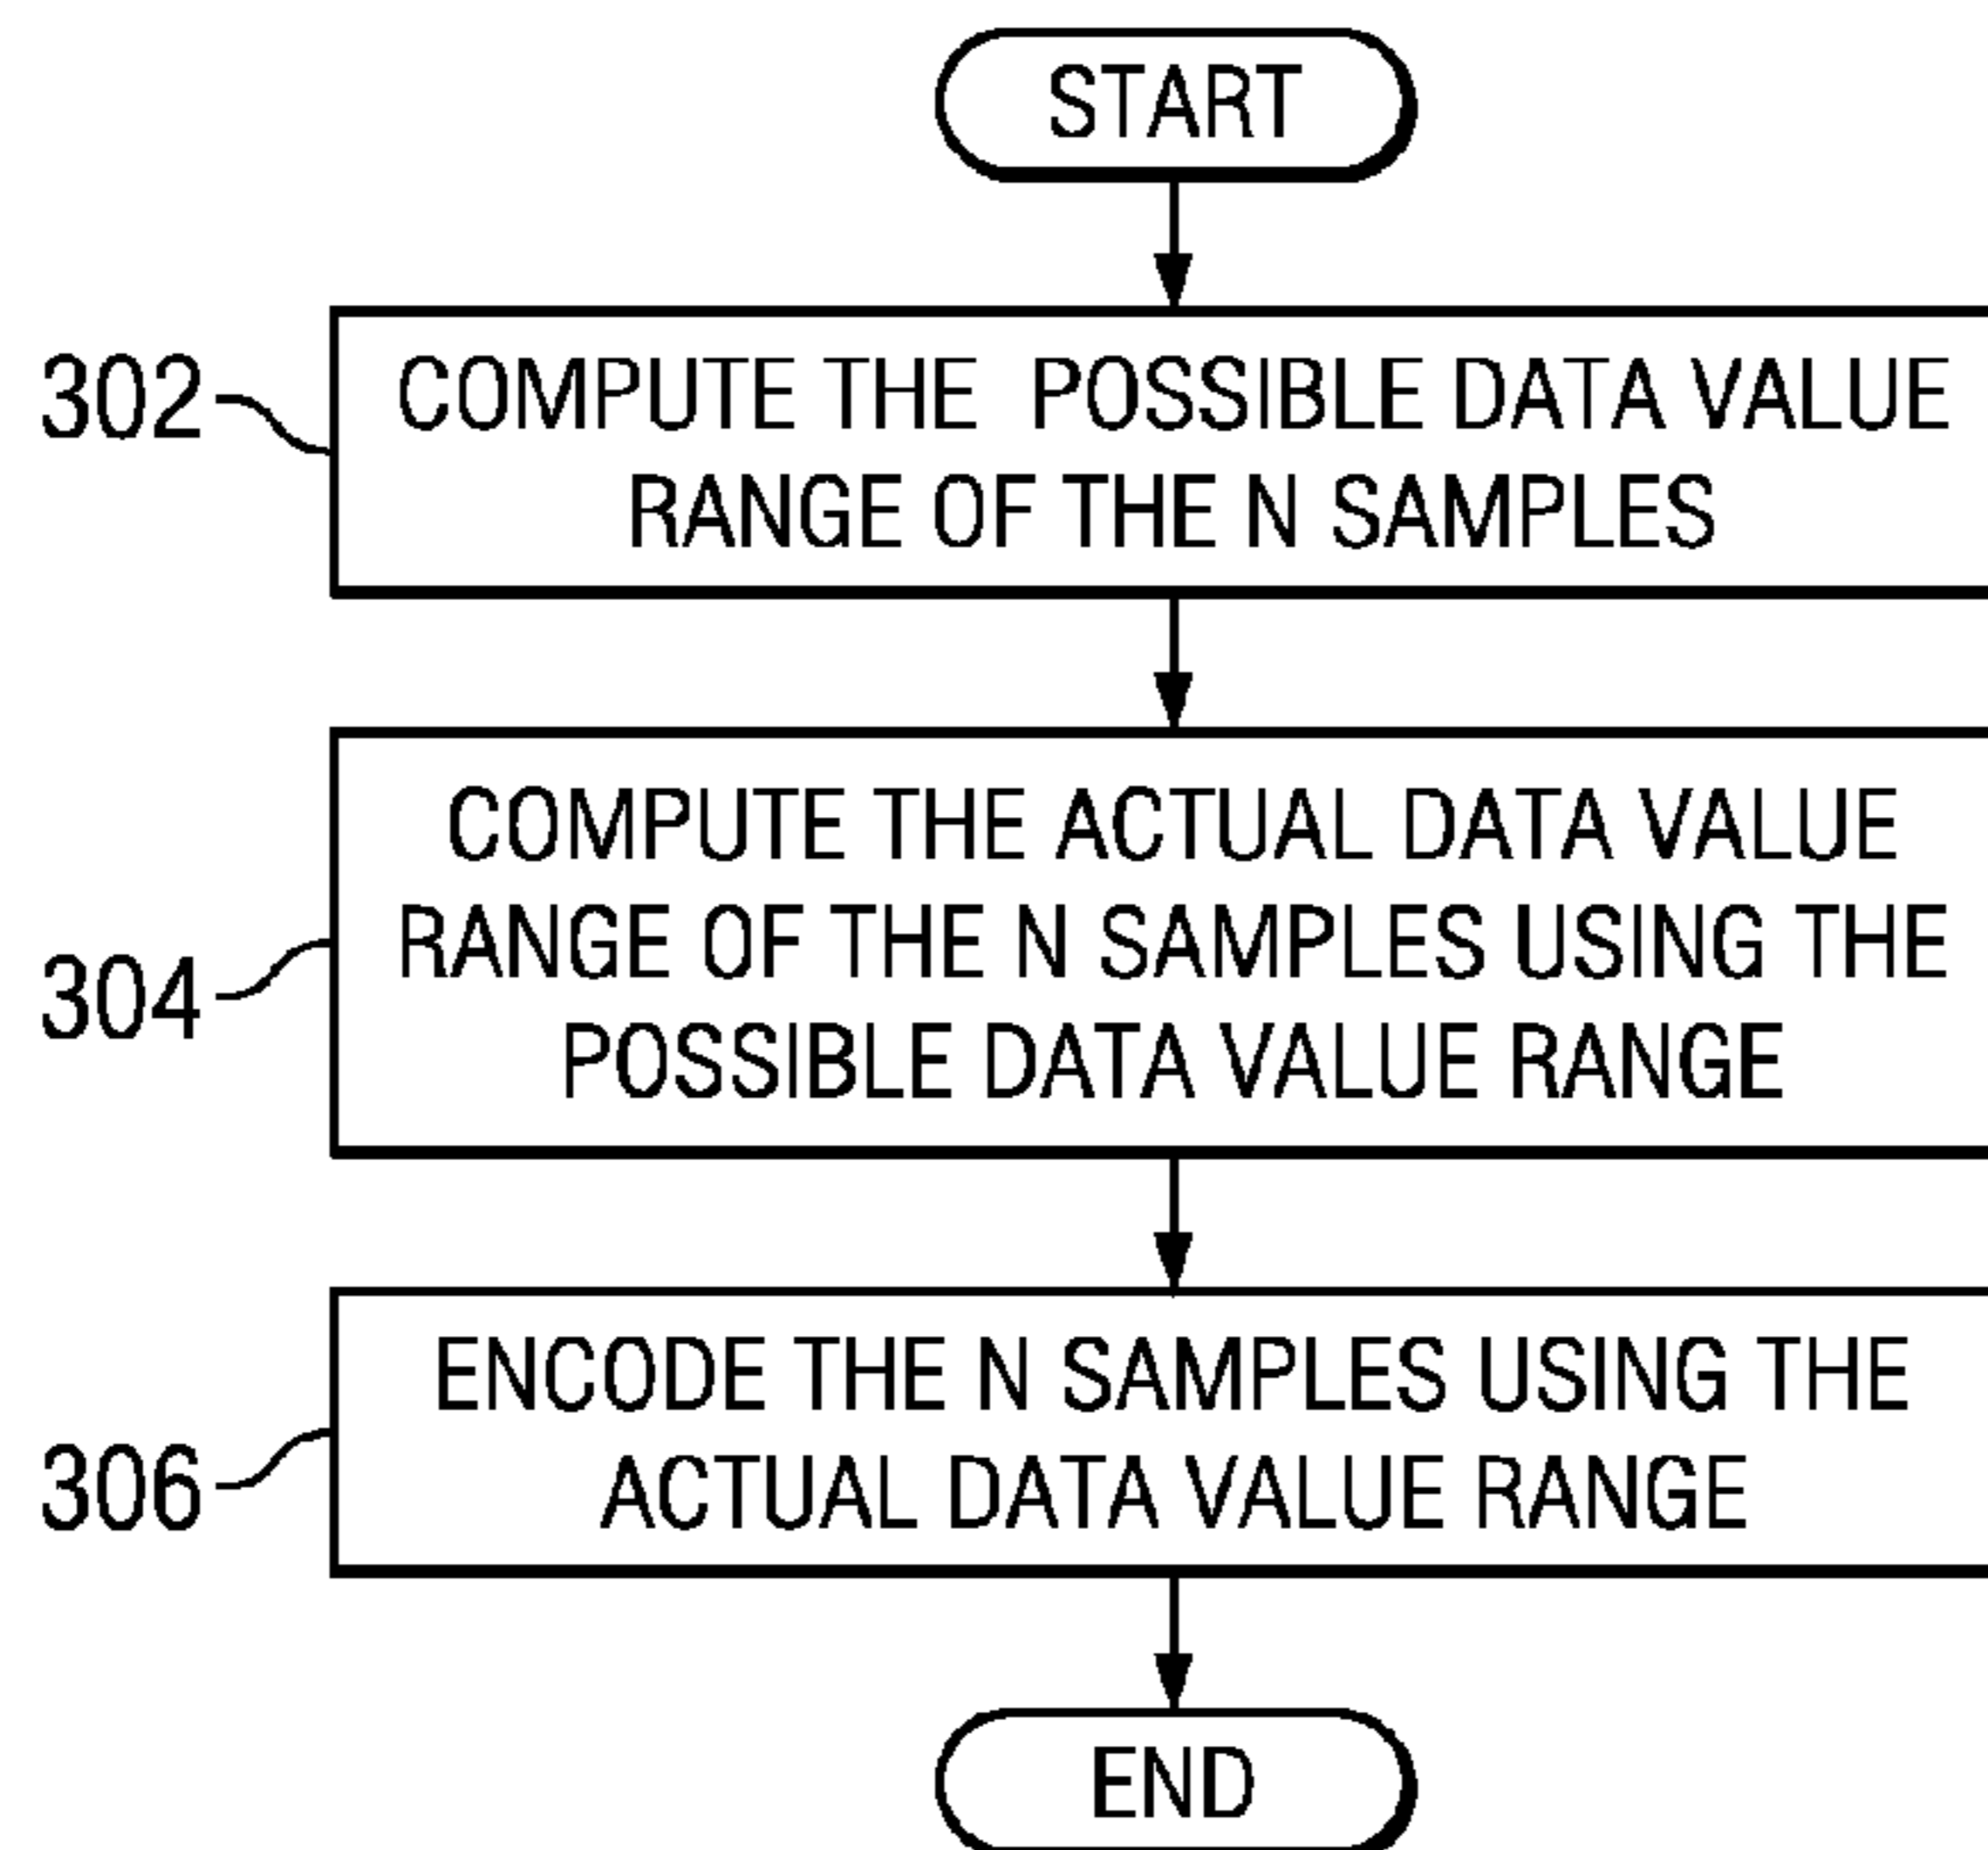 START
302
COMPUTE THE POSSIBLE DATA VALUE
RANGE OF THE N SAMPLES
304
COMPUTE THE ACTUAL DATA VALUE
RANGE OF THE N SAMPLES USING THE
POSSIBLE DATA VALUE RANGE
306
ENCODE THE N SAMPLES USING THE
ACTUAL DATA VALUE RANGE
END